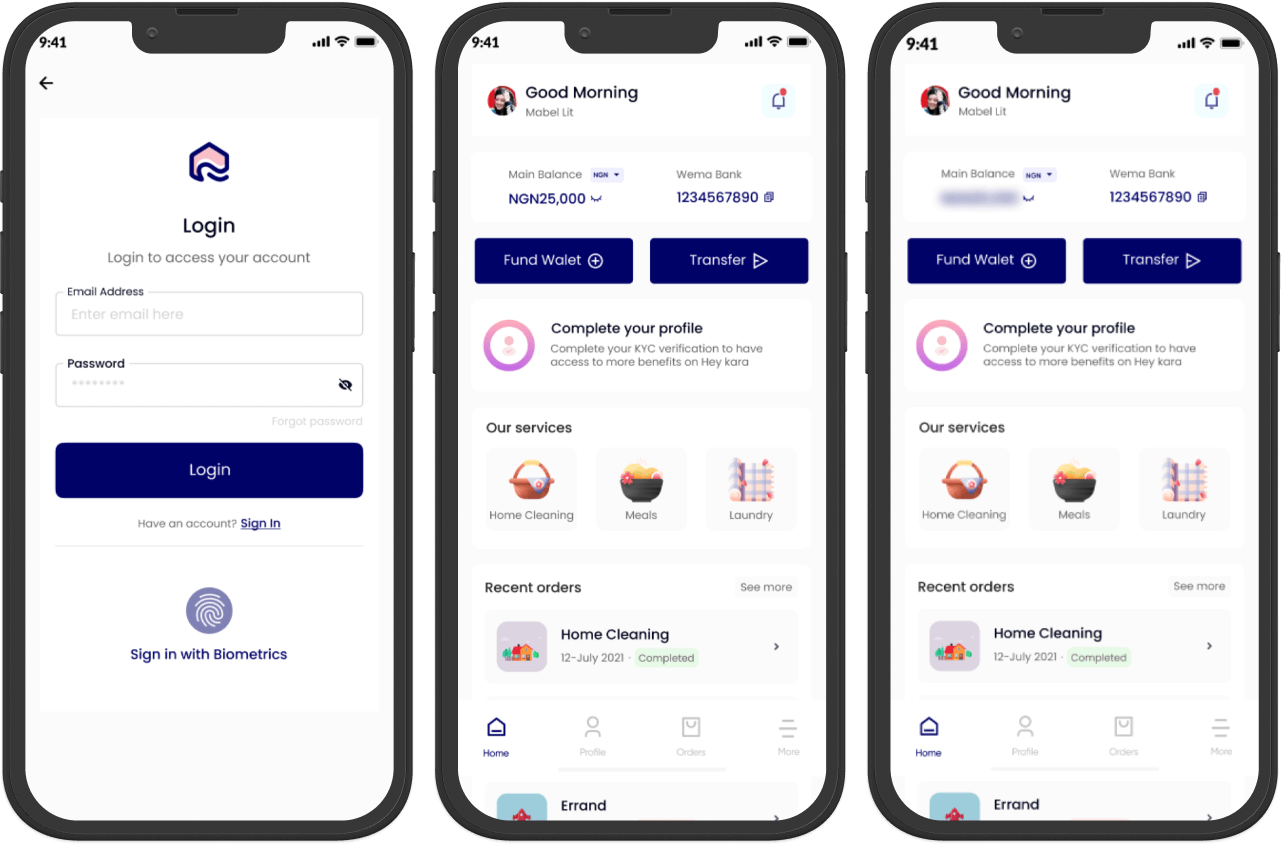 9:41
Login
Login to access your account
Email Address
Enter email here
Password
********
Forgot password
Login
Have an account? Sign In
Sign in with Biometrics
9:41
Good Morning
Mabel Lit
Main Balance NGN
Wema Bank
NGN25,000
1234567890
Fund Walet
Transfer
Complete your profile
Complete your KYC verification to have
access to more benefits on Hey kara
Our services
Home Cleaning
Meals
Laundry
Recent orders
See more
Home Cleaning
12-July 2021 · Completed
Home
Profile
Orders
More
Errand
9:41
Good Morning
Mabel Lit
Main Balance NGN
Wema Bank
1234567890
Fund Walet
Transfer
Complete your profile
Complete your KYC verification to have
access to more benefits on Hey kara
Our services
Home Cleaning
Meals
Laundry
Recent orders
See more
Home Cleaning
12-July 2021 · Completed
Home
Profile
Orders
More
Errand